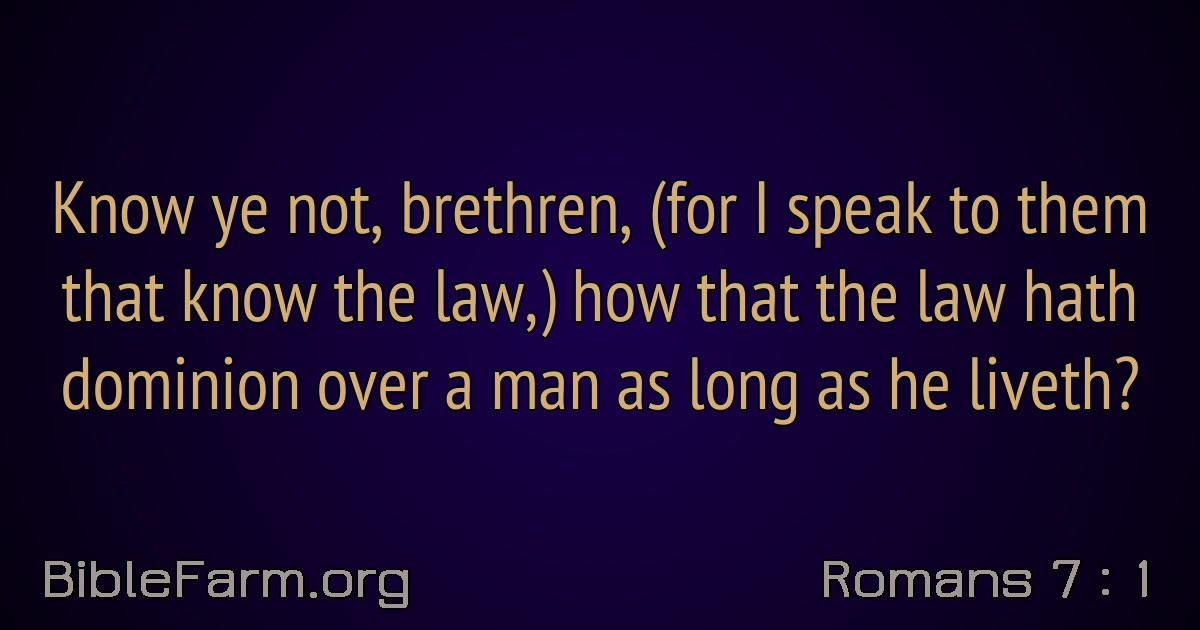 Know ye not, brethren, (for I speak to them
that know the law,) how that the law hath
dominion over a man as long as he liveth?
BibleFarm.org
Romans 7 : 1